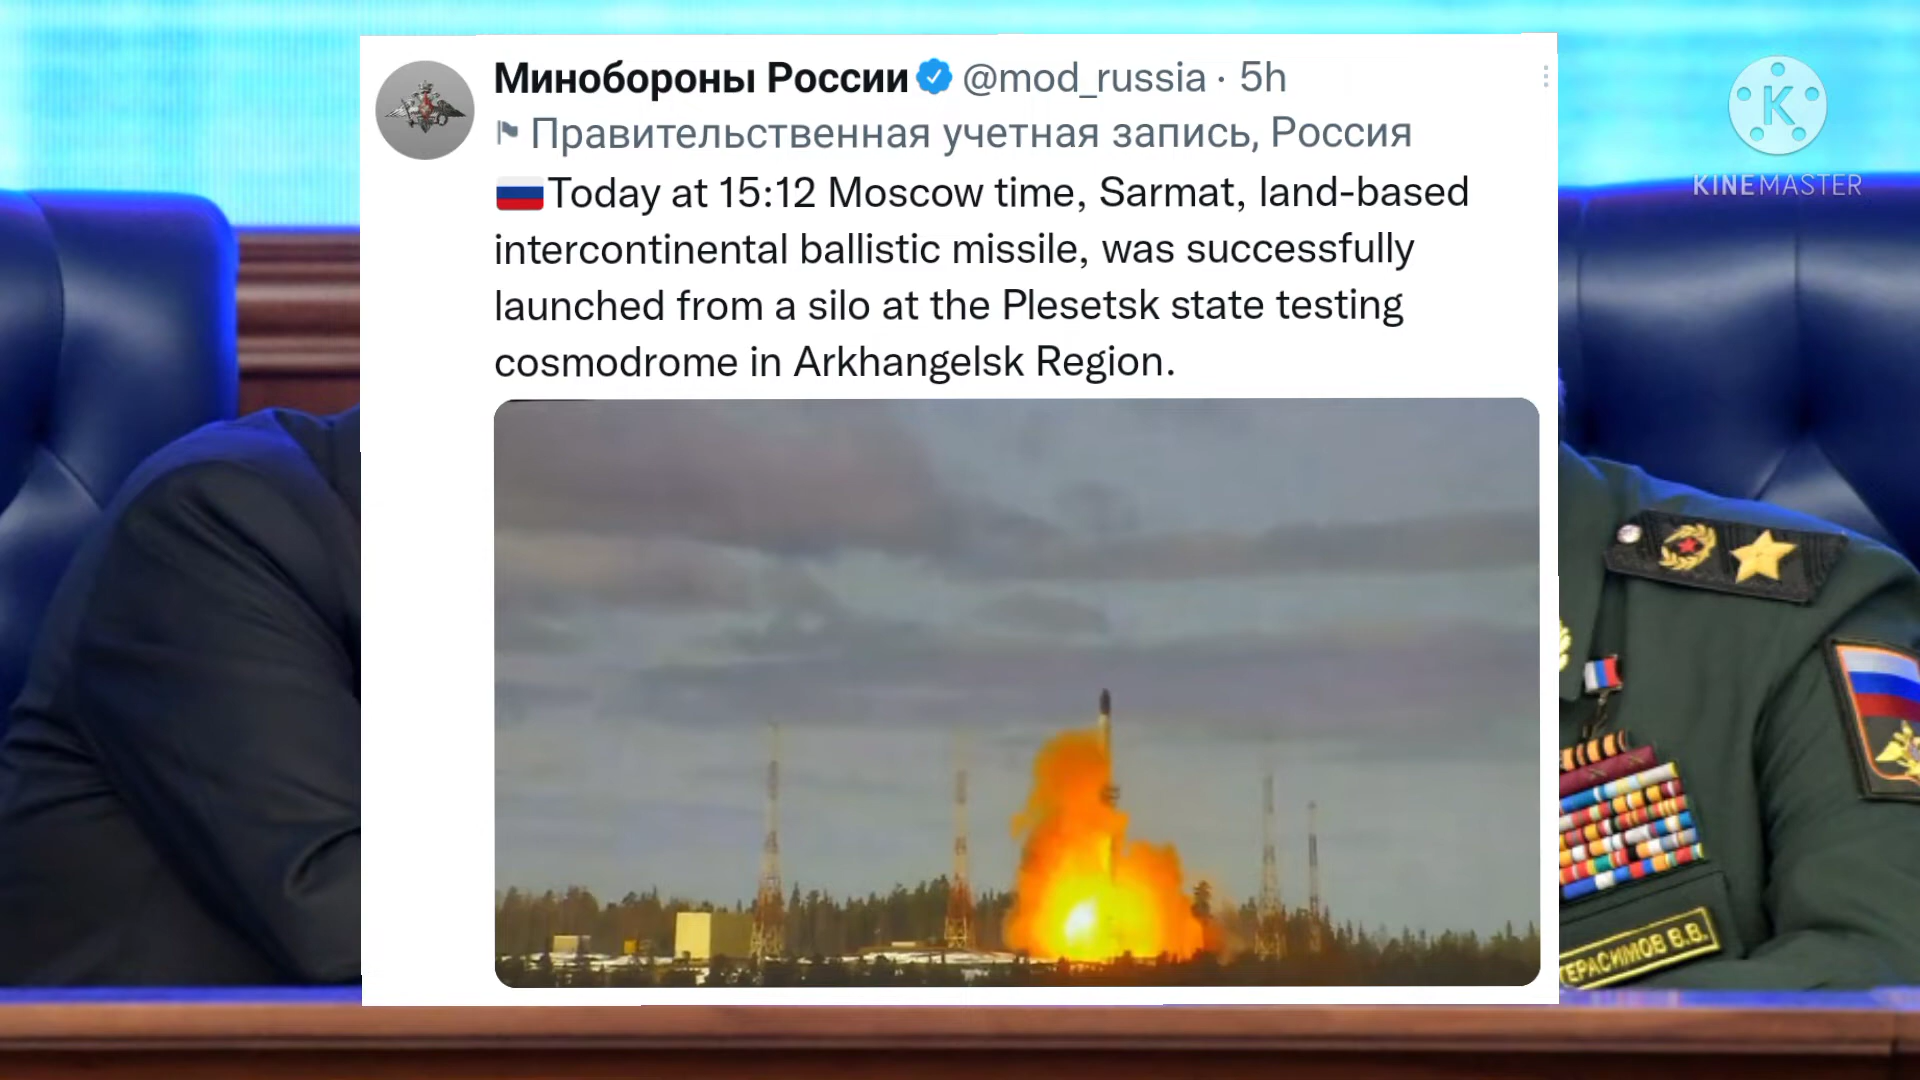 Минобороны России @mod_russia · 5h
Правительственная учетная запись, Россия
Today at 15:12 Moscow time, Sarmat, land-based
intercontinental ballistic missile, was successfully
launched from a silo at the Plesetsk state testing
cosmodrome in Arkhangelsk Region.
K
KINEMASTER
ГЕРАСИМОВ В.В.